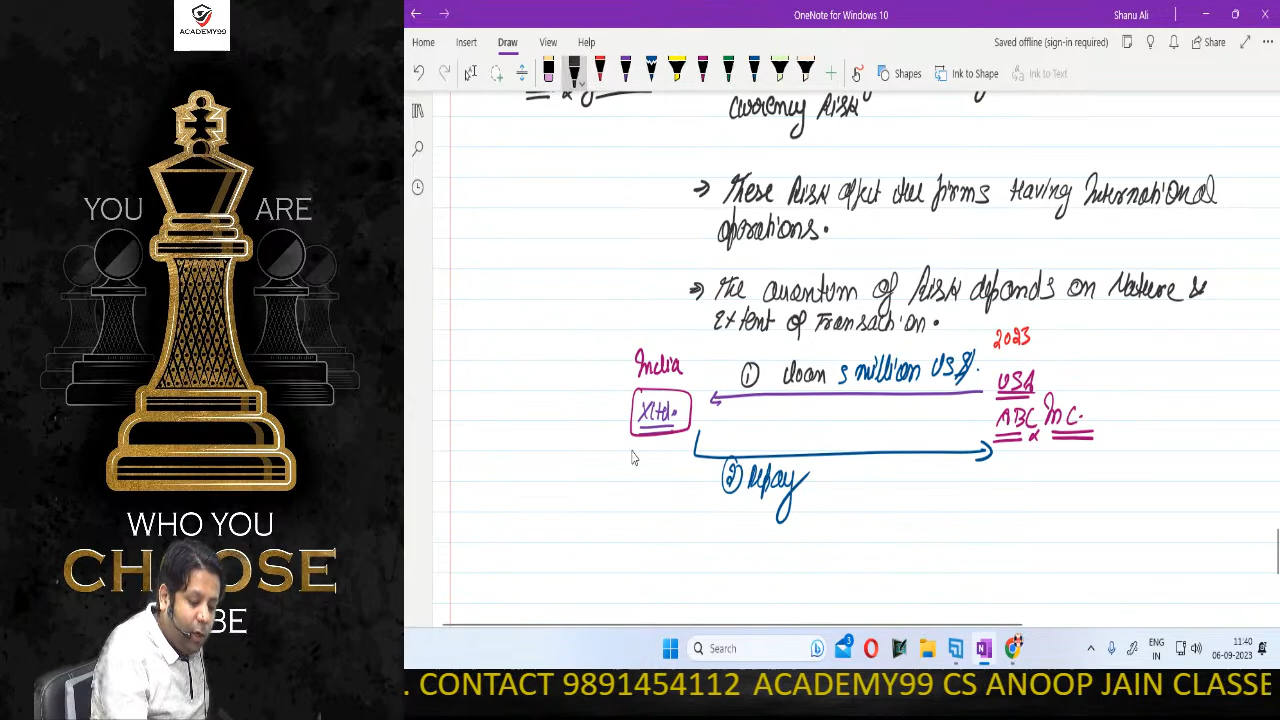 ACADEMY99
YOU ARE
WHO YOU
CHOOSE
BE
OneNote for Windows 10
Shanu Ali
Home Insert Draw View Help
Saved offline (sign-in required)
Share
Shapes
Ink to Shape
Ink to Text
Currency Risk
→ These Risk affect the firms Having International
operations.
→ The Quantum of Risk depends on Nature &
Extent of Transaction.
2023
India
① Loan 5 million US$.
USA
X Ltd.
ABC INC.
② Repay
Search
3
ENG
IN
11:40
06-09-2023
. CONTACT 9891454112 ACADEMY99 CS ANOOP JAIN CLASSE